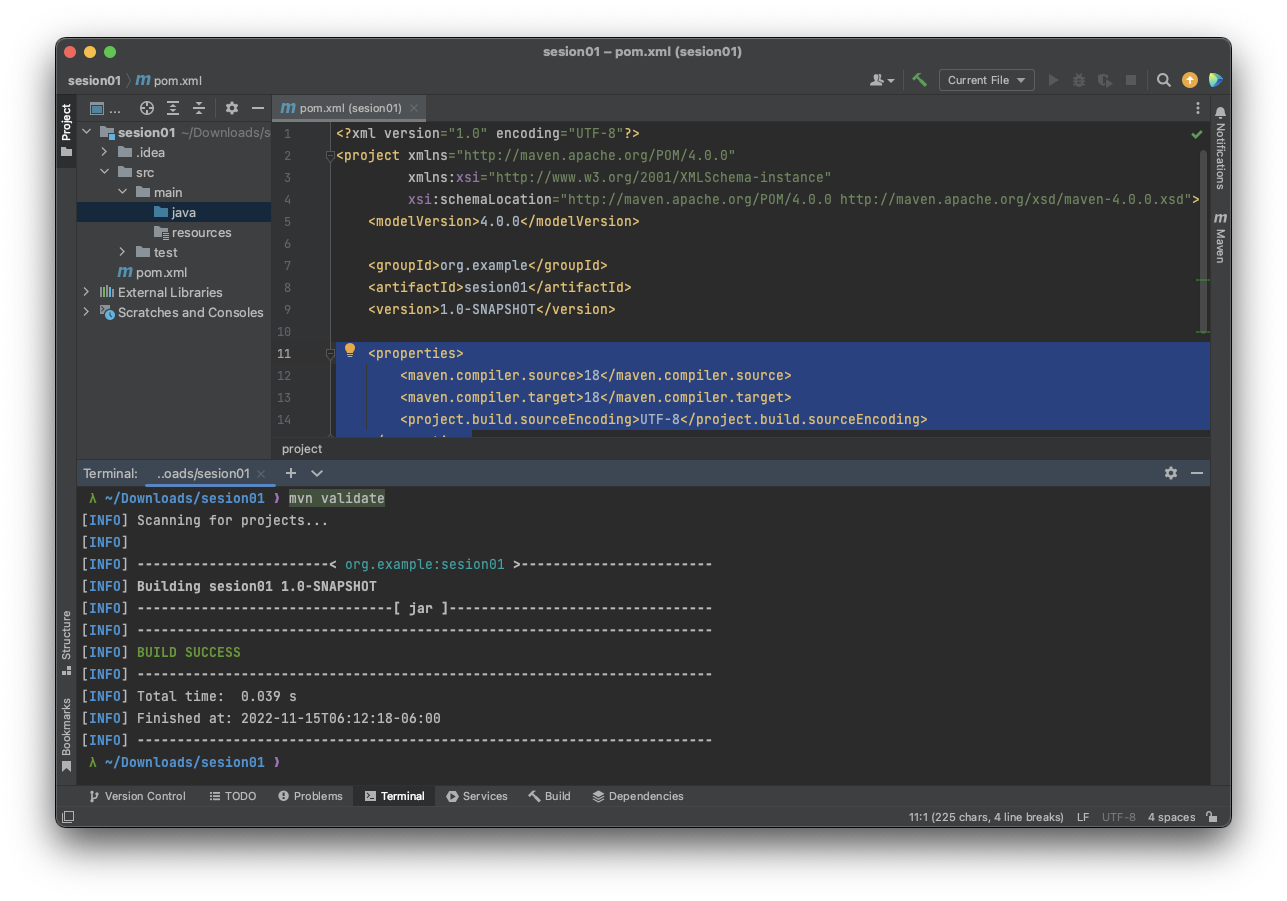 sesion01 – pom.xml (sesion01)
sesion01 pom.xml
Current File
Project
...
pom.xml (sesion01)
sesion01 ~/Downloads/s
.idea
src
main
java
resources
test
pom.xml
External Libraries
Scratches and Consoles
1 <?xml version="1.0" encoding="UTF-8"?>
2 <project xmlns="http://maven.apache.org/POM/4.0.0"
3 xmlns:xsi="http://www.w3.org/2001/XMLSchema-instance"
4 xsi:schemaLocation="http://maven.apache.org/POM/4.0.0 http://maven.apache.org/xsd/maven-4.0.0.xsd">
5 <modelVersion>4.0.0</modelVersion>
6
7 <groupId>org.example</groupId>
8 <artifactId>sesion01</artifactId>
9 <version>1.0-SNAPSHOT</version>
10
11 <properties>
12 <maven.compiler.source>18</maven.compiler.source>
13 <maven.compiler.target>18</maven.compiler.target>
14 <project.build.sourceEncoding>UTF-8</project.build.sourceEncoding>
project
Notifications
Maven
Terminal: ..oads/sesion01
λ ~/Downloads/sesion01 ❯ mvn validate
[INFO] Scanning for projects...
[INFO]
[INFO] ------------------------< org.example:sesion01 >------------------------
[INFO] Building sesion01 1.0-SNAPSHOT
[INFO] --------------------------------[ jar ]---------------------------------
[INFO] ------------------------------------------------------------------------
[INFO] BUILD SUCCESS
[INFO] ------------------------------------------------------------------------
[INFO] Total time:  0.039 s
[INFO] Finished at: 2022-11-15T06:12:18-06:00
[INFO] ------------------------------------------------------------------------
λ ~/Downloads/sesion01 ❯
Structure
Bookmarks
Version Control TODO Problems Terminal Services Build Dependencies
11:1 (225 chars, 4 line breaks) LF UTF-8 4 spaces